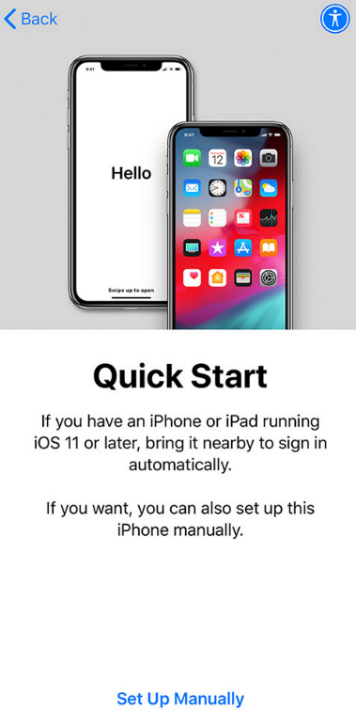 Back
9:41
Hello
Swipe up to open
9:41
12
Quick Start
If you have an iPhone or iPad running
iOS 11 or later, bring it nearby to sign in
automatically.
If you want, you can also set up this
iPhone manually.
Set Up Manually